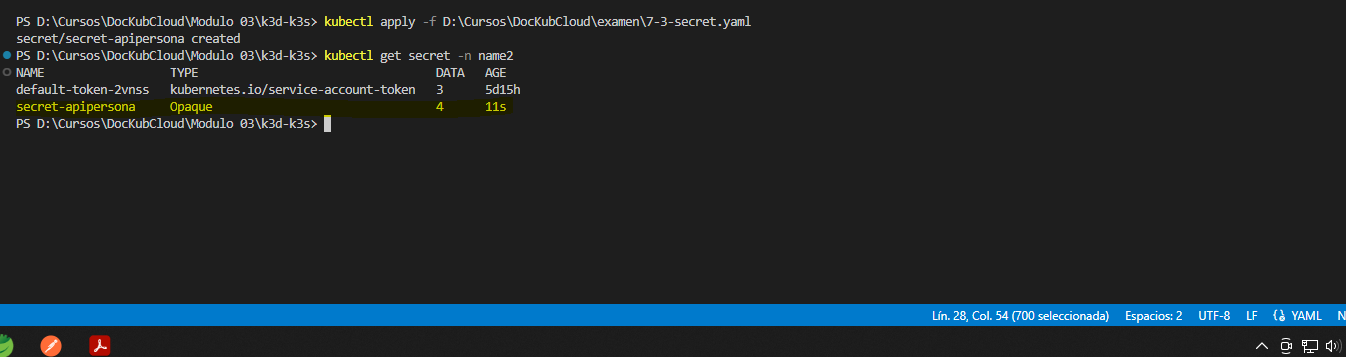 PS D:\Cursos\DocKubCloud\Modulo 03\k3d-k3s> kubectl apply -f D:\Cursos\DocKubCloud\examen\7-3-secret.yaml
secret/secret-apipersona created
PS D:\Cursos\DocKubCloud\Modulo 03\k3d-k3s> kubectl get secret -n name2
NAME TYPE DATA AGE
default-token-2vnss kubernetes.io/service-account-token 3 5d15h
secret-apipersona Opaque 4 11s
PS D:\Cursos\DocKubCloud\Modulo 03\k3d-k3s>
Lín. 28, Col. 54 (700 seleccionada) Espacios: 2 UTF-8 LF YAML N